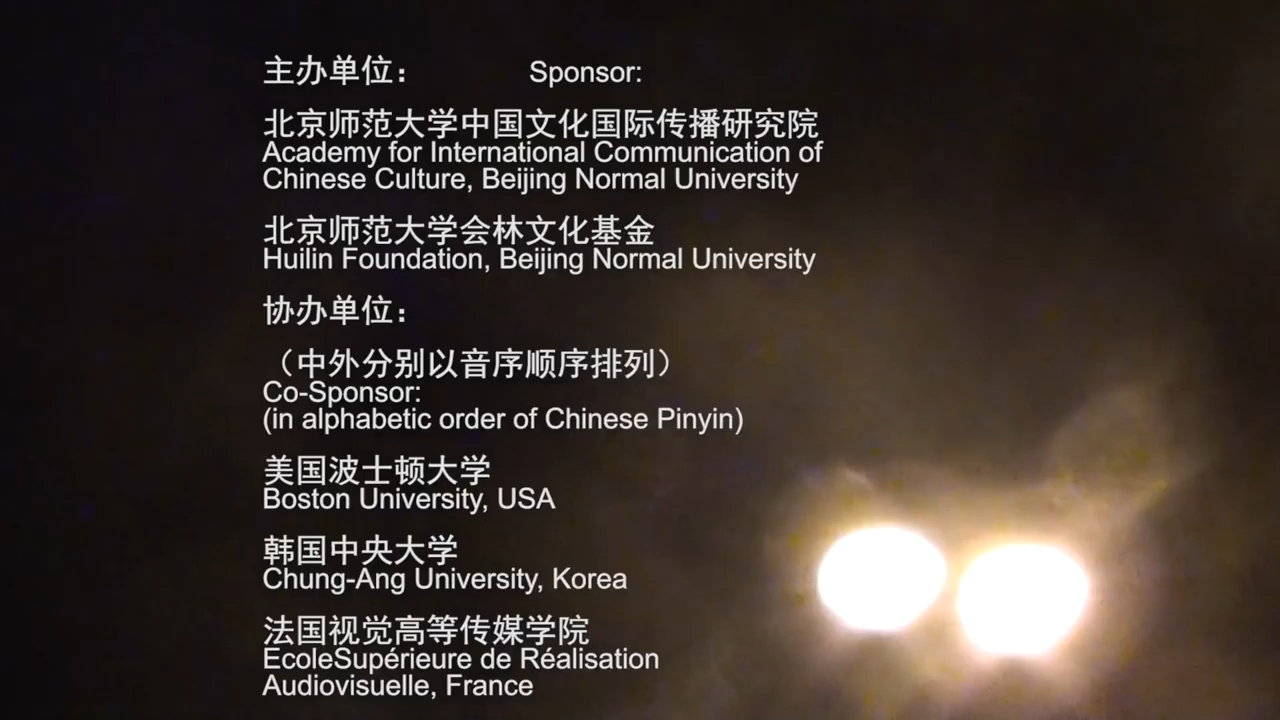 主办单位： Sponsor:
北京师范大学中国文化国际传播研究院
Academy for International Communication of
Chinese Culture, Beijing Normal University
北京师范大学会林文化基金
Huilin Foundation, Beijing Normal University
协办单位：
（中外分别以音序顺序排列）
Co-Sponsor:
(in alphabetic order of Chinese Pinyin)
美国波士顿大学
Boston University, USA
韩国中央大学
Chung-Ang University, Korea
法国视觉高等传媒学院
EcoleSupérieure de Réalisation
Audiovisuelle, France